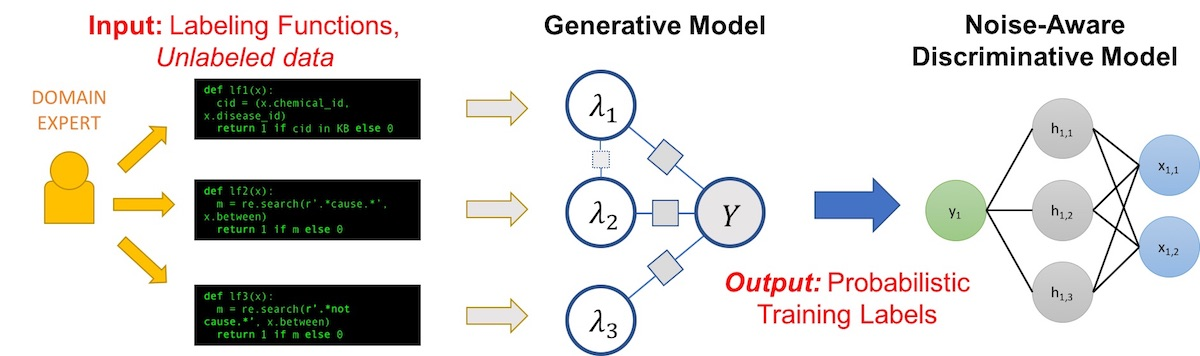 Input: Labeling Functions,
Unlabeled data
Generative Model
Noise-Aware
Discriminative Model
DOMAIN
EXPERT
def lf1(x):
cid = (x.chemical_id,
x.disease_id)
return 1 if cid in KB else 0
def lf2(x):
m = re.search(r'.*cause.*',
x.between)
return 1 if m else 0
def lf3(x):
m = re.search(r'.*not
cause.*', x.between)
return 1 if m else 0
λ1
λ2
λ3
Y
Output: Probabilistic
Training Labels
y1
h1,1
h1,2
h1,3
x1,1
x1,2